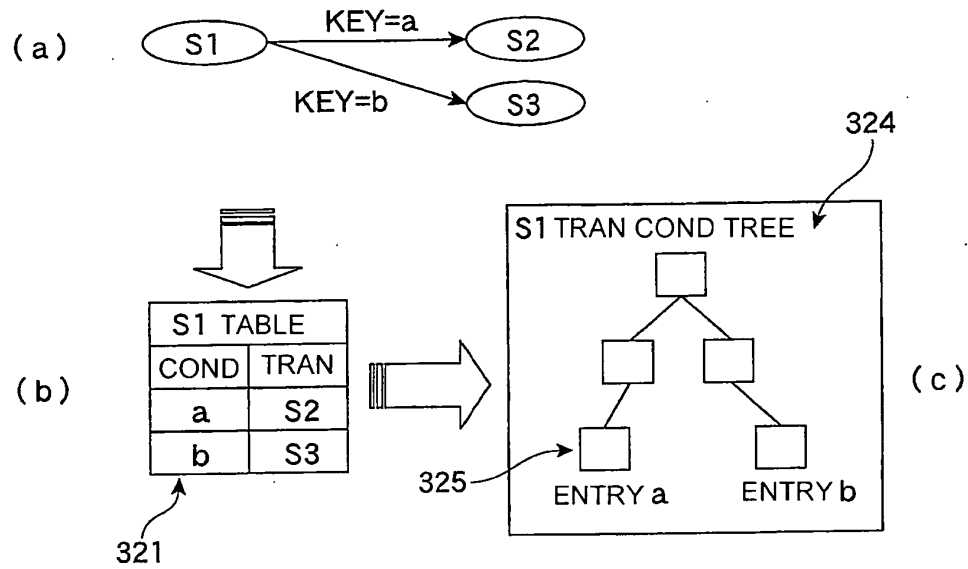 (a)
S1
KEY=a
S2
KEY=b
S3
324
S1 TRAN COND TREE
(b)
S1 TABLE
COND TRAN
a S2
b S3
321
(c)
325
ENTRY a
ENTRY b